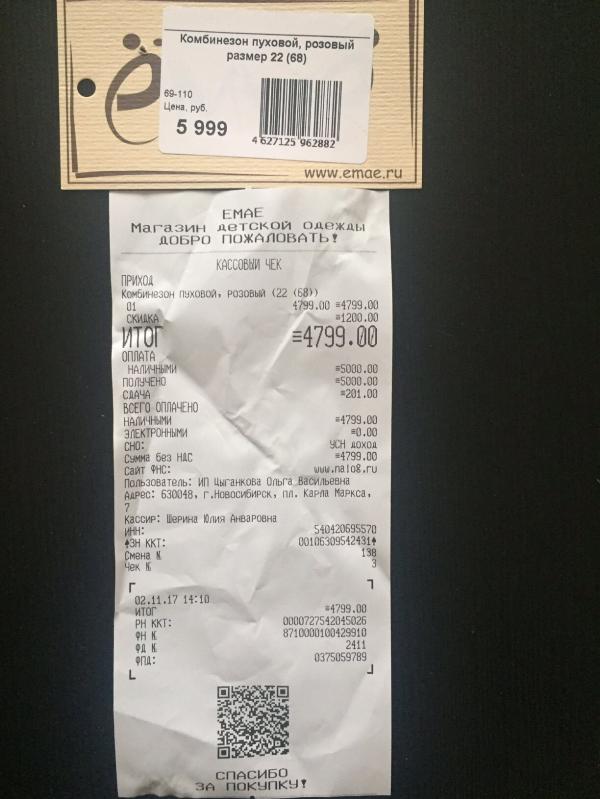 Комбинезон пуховой, розовый
размер 22 (68)
69-110
Цена, руб.
5 999
4 627125 962882
www.emae.ru
EMAE
Магазин детской одежды
ДОБРО ПОЖАЛОВАТЬ!
КАССОВЫЙ ЧЕК
ПРИХОД
Комбинезон пуховой, розовый (22 (68))
01 4799.00 =4799.00
СКИДКА =1200.00
ИТОГ =4799.00
ОПЛАТА
НАЛИЧНЫМИ =5000.00
ПОЛУЧЕНО =5000.00
СДАЧА =201.00
ВСЕГО ОПЛАЧЕНО
НАЛИЧНЫМИ =4799.00
ЭЛЕКТРОННЫМИ =0.00
СНО: УСН доход
Сумма без НДС =4799.00
Сайт ФНС: www.nalog.ru
Пользователь: ИП Цыганкова Ольга Васильевна
Адрес: 630048, г.Новосибирск, пл. Карла Маркса,
7
Кассир: Шерина Юлия Анваровна
ИНН: 540420695570
ЗН ККТ: 00106309542431
Смена № 138
Чек № 3
02.11.17 14:10
ИТОГ =4799.00
РН ККТ: 0000727542045026
ФН № 8710000100429910
ФД № 2411
ФПД: 0375059789
СПАСИБО
ЗА ПОКУПКУ!